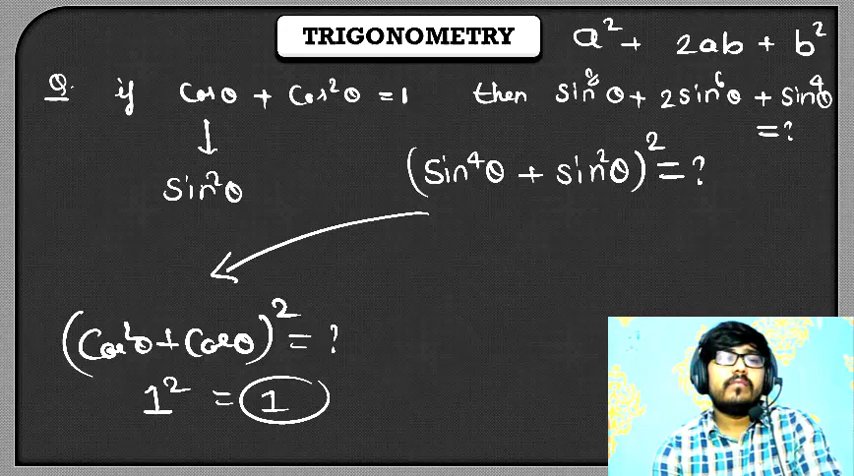 TRIGONOMETRY
a² + 2ab + b²
Q. if cosθ + cos²θ = 1 then sin⁸θ + 2sin⁶θ + sin⁴θ
= ?
↓
sin²θ
(sin⁴θ + sin²θ)² = ?
(cos²θ + cosθ)² = ?
1² = 1